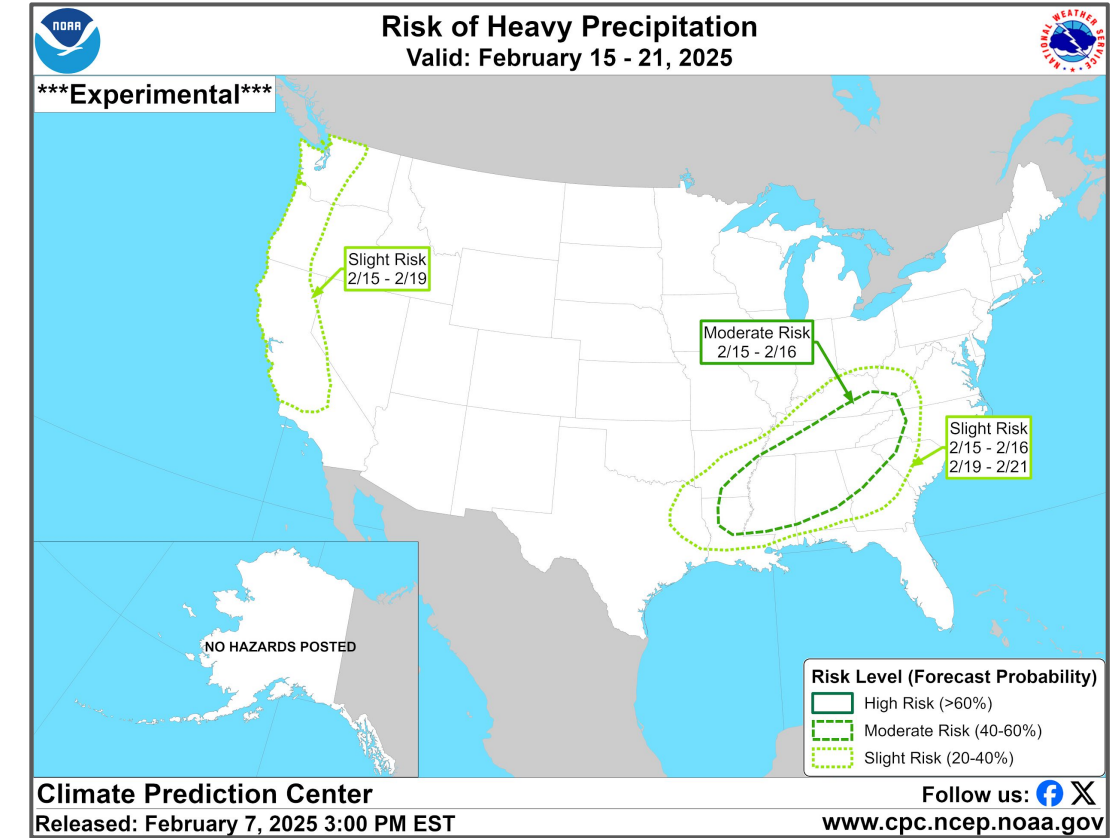 NOAA
Risk of Heavy Precipitation
Valid: February 15 - 21, 2025
NATIONAL WEATHER SERVICE
***Experimental***
Slight Risk
2/15 - 2/19
Moderate Risk
2/15 - 2/16
Slight Risk
2/15 - 2/16
2/19 - 2/21
NO HAZARDS POSTED
Risk Level (Forecast Probability)
High Risk (>60%)
Moderate Risk (40-60%)
Slight Risk (20-40%)
Climate Prediction Center
Follow us:
Released: February 7, 2025 3:00 PM EST
www.cpc.ncep.noaa.gov